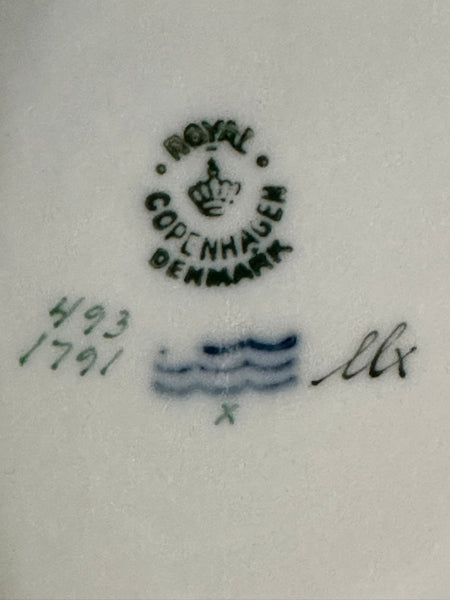 ROYAL
COPENHAGEN
DENMARK
493
1791
x